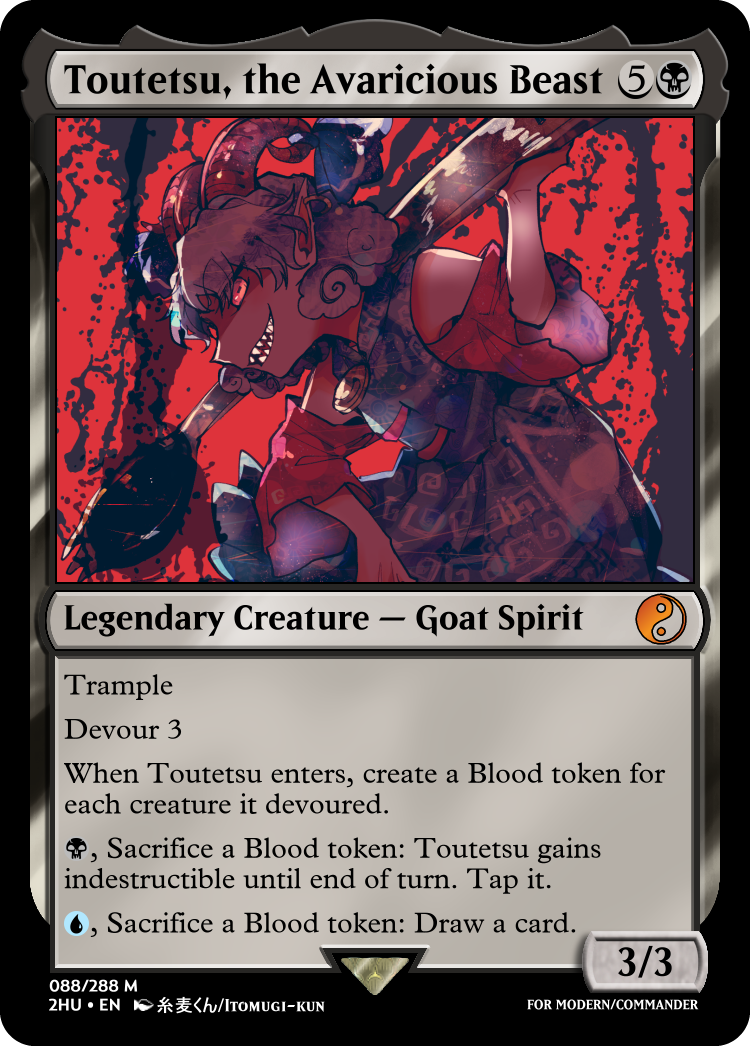 Toutetsu, the Avaricious Beast 5
Legendary Creature — Goat Spirit
Trample
Devour 3
When Toutetsu enters, create a Blood token for
each creature it devoured.
, Sacrifice a Blood token: Toutetsu gains
indestructible until end of turn. Tap it.
, Sacrifice a Blood token: Draw a card.
3/3
088/288 M
2HU • EN 糸麦くん/Itomugi-kun
FOR MODERN/COMMANDER